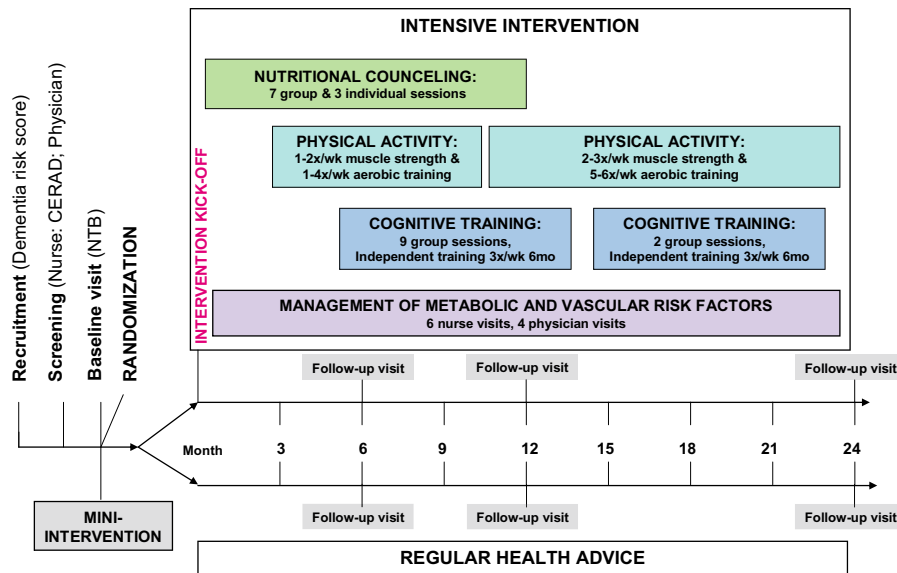 INTENSIVE INTERVENTION
NUTRITIONAL COUNCELING:
7 group & 3 individual sessions
PHYSICAL ACTIVITY:
1-2x/wk muscle strength &
1-4x/wk aerobic training
PHYSICAL ACTIVITY:
2-3x/wk muscle strength &
5-6x/wk aerobic training
COGNITIVE TRAINING:
9 group sessions,
Independent training 3x/wk 6mo
COGNITIVE TRAINING:
2 group sessions,
Independent training 3x/wk 6mo
MANAGEMENT OF METABOLIC AND VASCULAR RISK FACTORS
6 nurse visits, 4 physician visits
INTERVENTION KICK-OFF
Recruitment (Dementia risk score)
Screening (Nurse: CERAD; Physician)
Baseline visit (NTB)
RANDOMIZATION
Follow-up visit
Follow-up visit
Follow-up visit
Month 3 6 9 12 15 18 21 24
MINI-
INTERVENTION
Follow-up visit
Follow-up visit
Follow-up visit
REGULAR HEALTH ADVICE